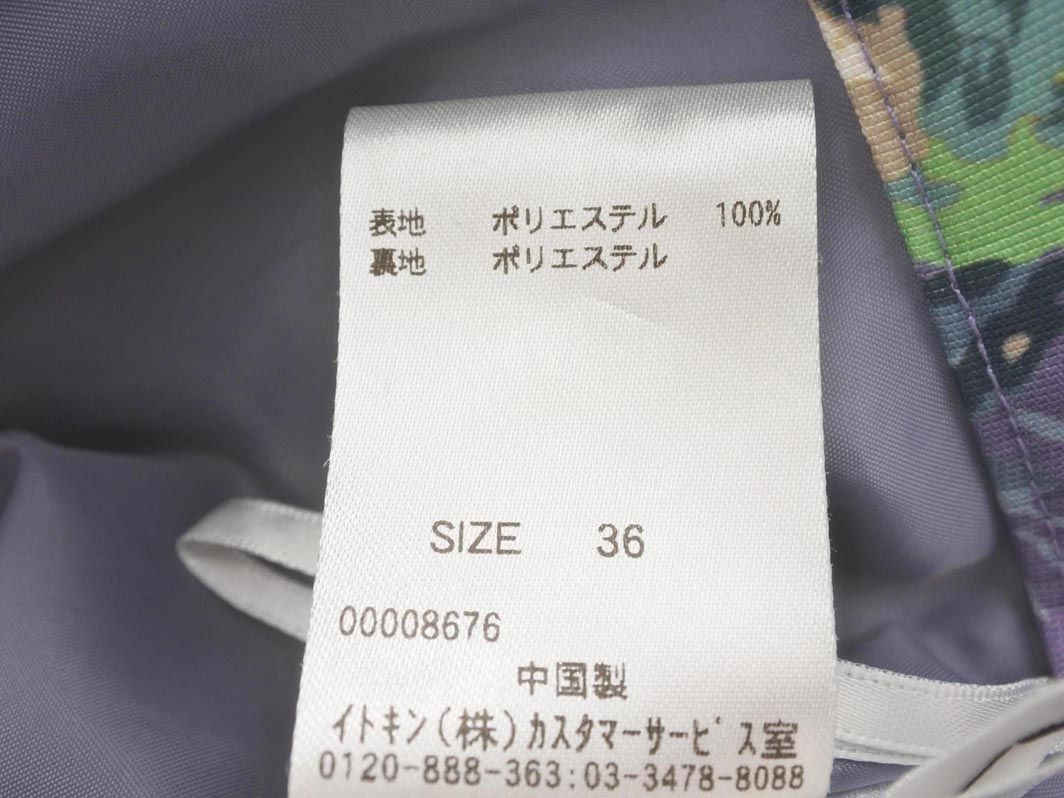 表地 ポリエステル 100%
裏地 ポリエステル
SIZE 36
00008676
中国製
イトキン(株)カスタマーサービス室
0120-888-363:03-3478-8088